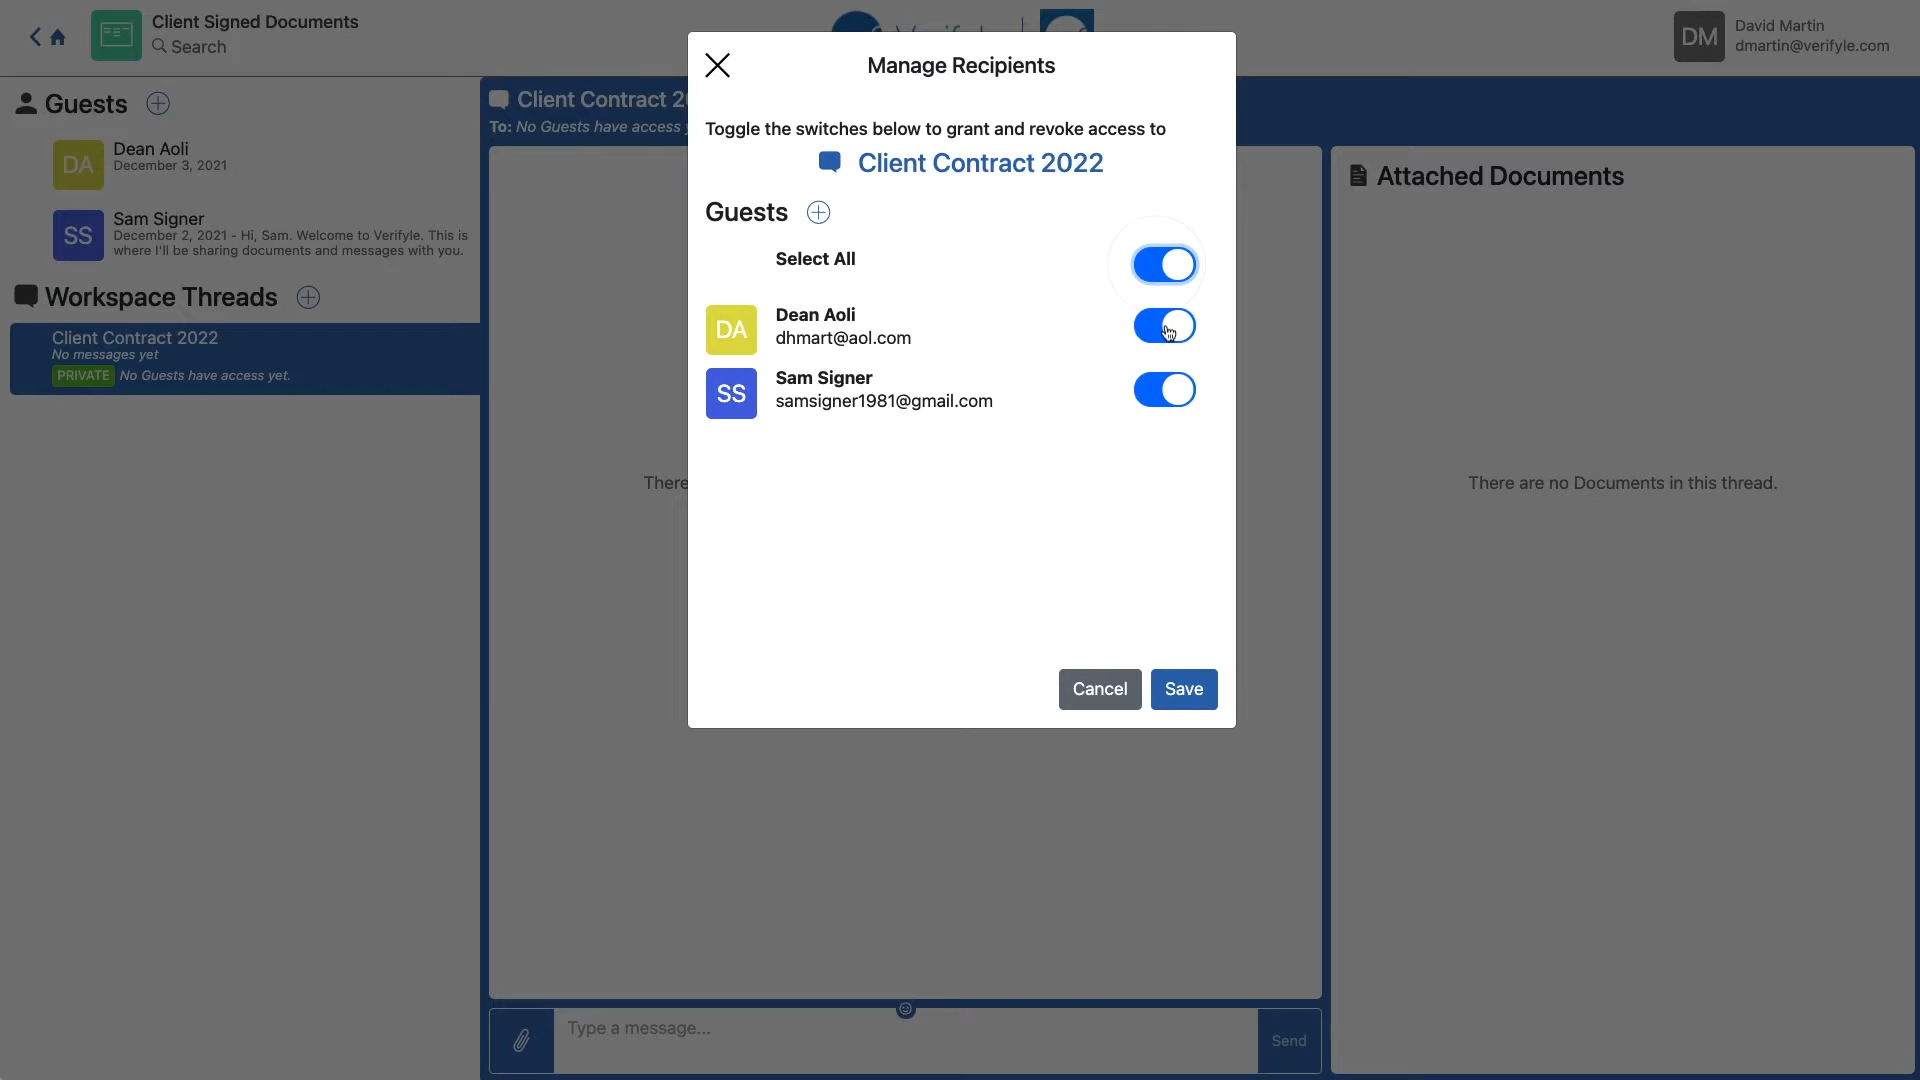 Client Signed Documents
Search
DM
David Martin
dmartin@verifyle.com
Guests
DA
Dean Aoli
December 3, 2021
SS
Sam Signer
December 2, 2021 - Hi, Sam. Welcome to Verifyle. This is
where I'll be sharing documents and messages with you.
Workspace Threads
Client Contract 2022
No messages yet
PRIVATE No Guests have access yet.
Client Contract 2
To: No Guests have access
There
Manage Recipients
Toggle the switches below to grant and revoke access to
Client Contract 2022
Guests
Select All
DA
Dean Aoli
dhmart@aol.com
SS
Sam Signer
samsigner1981@gmail.com
Cancel
Save
Type a message...
Send
Attached Documents
There are no Documents in this thread.